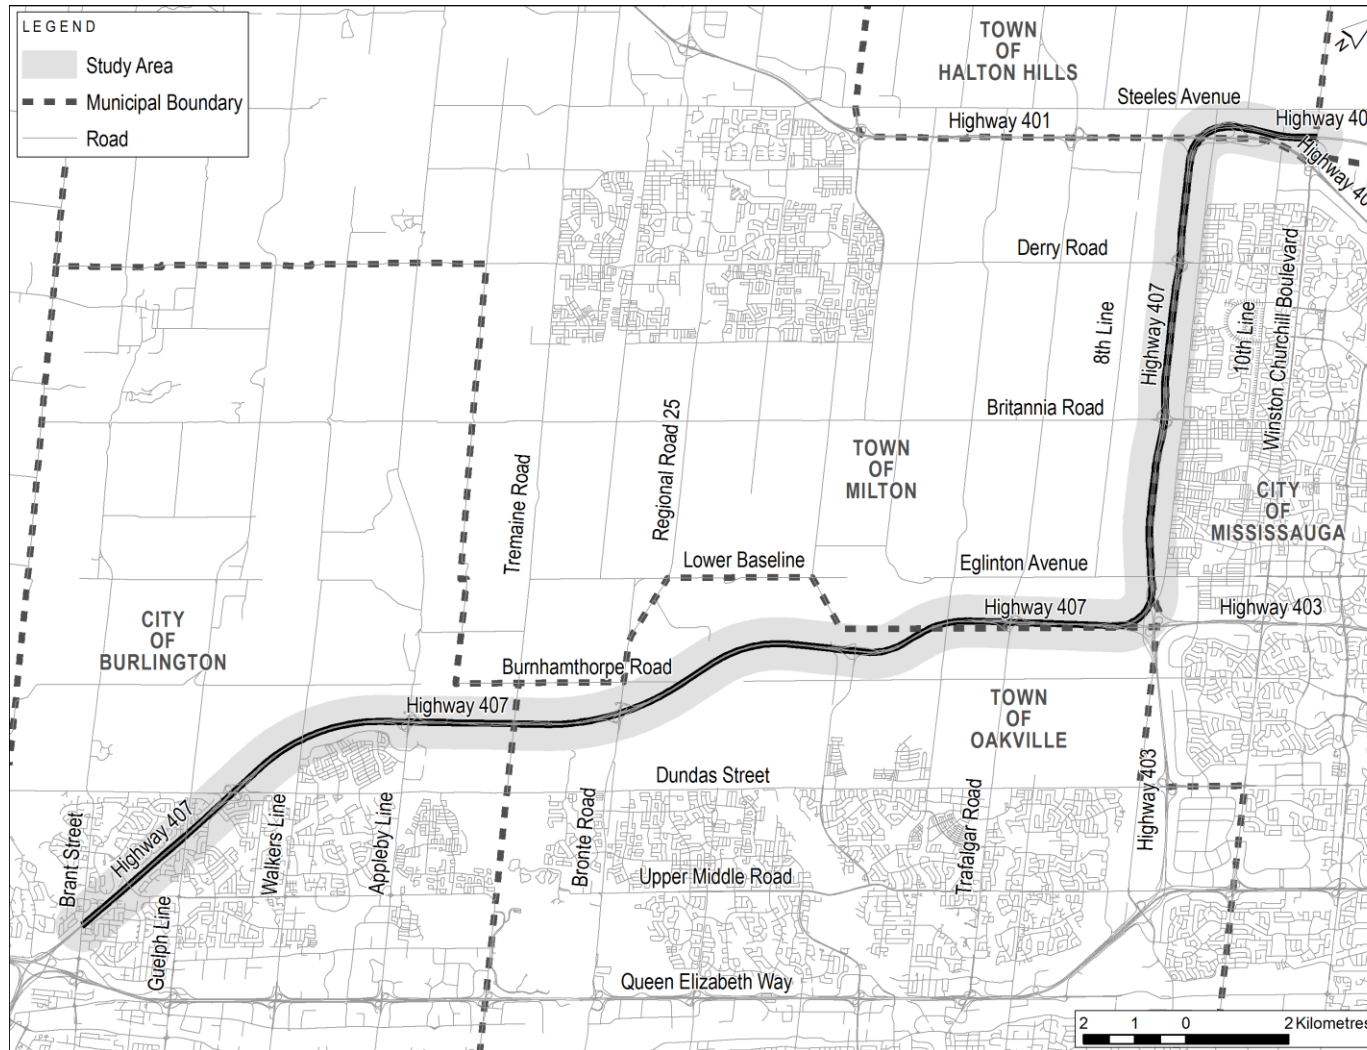 LEGEND
Study Area
Municipal Boundary
Road
TOWN
OF
HALTON HILLS
N
Steeles Avenue
Highway 401
Highway 40
Highway 40
Derry Road
8th Line
Highway 407
10th Line
Winston Churchill Boulevard
Britannia Road
Regional Road 25
Tremaine Road
TOWN
OF
MILTON
CITY
OF
MISSISSAUGA
Lower Baseline
Eglinton Avenue
Highway 407
Highway 403
CITY
OF
BURLINGTON
Burnhamthorpe Road
Highway 407
TOWN
OF
OAKVILLE
Dundas Street
Highway 403
Brant Street
Highway 407
Walkers Line
Appleby Line
Bronte Road
Trafalgar Road
Upper Middle Road
Guelph Line
Queen Elizabeth Way
2 1 0 2 Kilometres